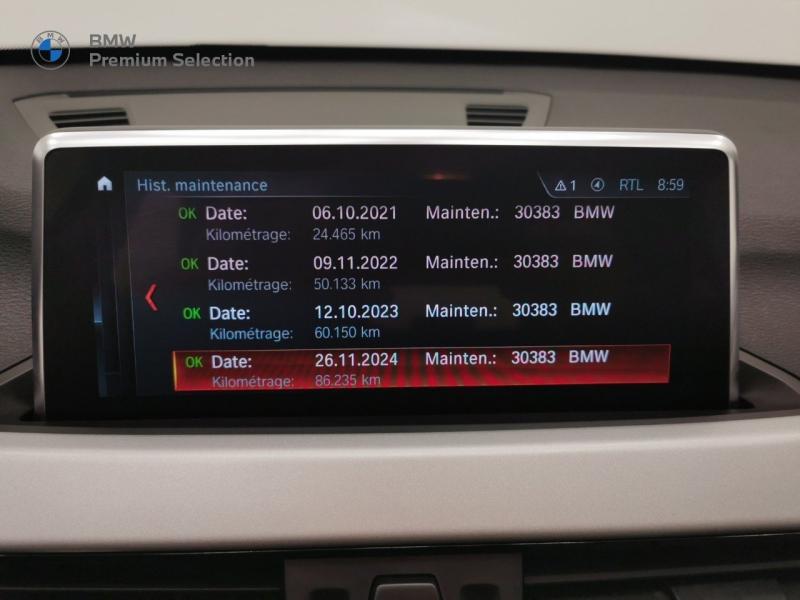 BMW
BMW
Premium Selection
Hist. maintenance
1 RTL 8:59
OK Date: 06.10.2021 Mainten.: 30383 BMW
Kilométrage: 24.465 km
OK Date: 09.11.2022 Mainten.: 30383 BMW
Kilométrage: 50.133 km
OK Date: 12.10.2023 Mainten.: 30383 BMW
Kilométrage: 60.150 km
OK Date: 26.11.2024 Mainten.: 30383 BMW
Kilométrage: 86.235 km